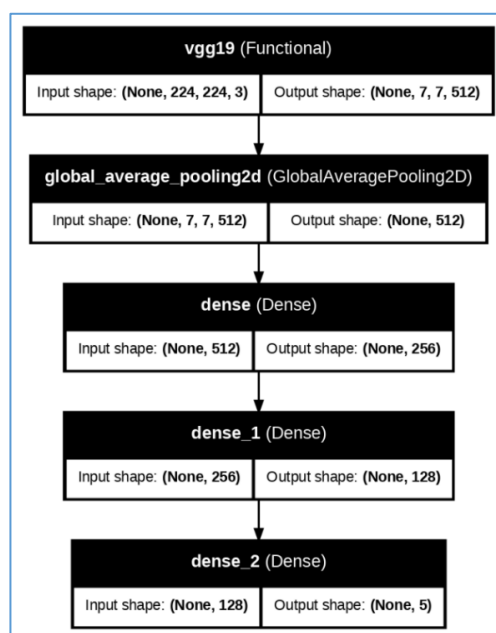 vgg19 (Functional)
Input shape: (None, 224, 224, 3) Output shape: (None, 7, 7, 512)
global_average_pooling2d (GlobalAveragePooling2D)
Input shape: (None, 7, 7, 512) Output shape: (None, 512)
dense (Dense)
Input shape: (None, 512) Output shape: (None, 256)
dense_1 (Dense)
Input shape: (None, 256) Output shape: (None, 128)
dense_2 (Dense)
Input shape: (None, 128) Output shape: (None, 5)